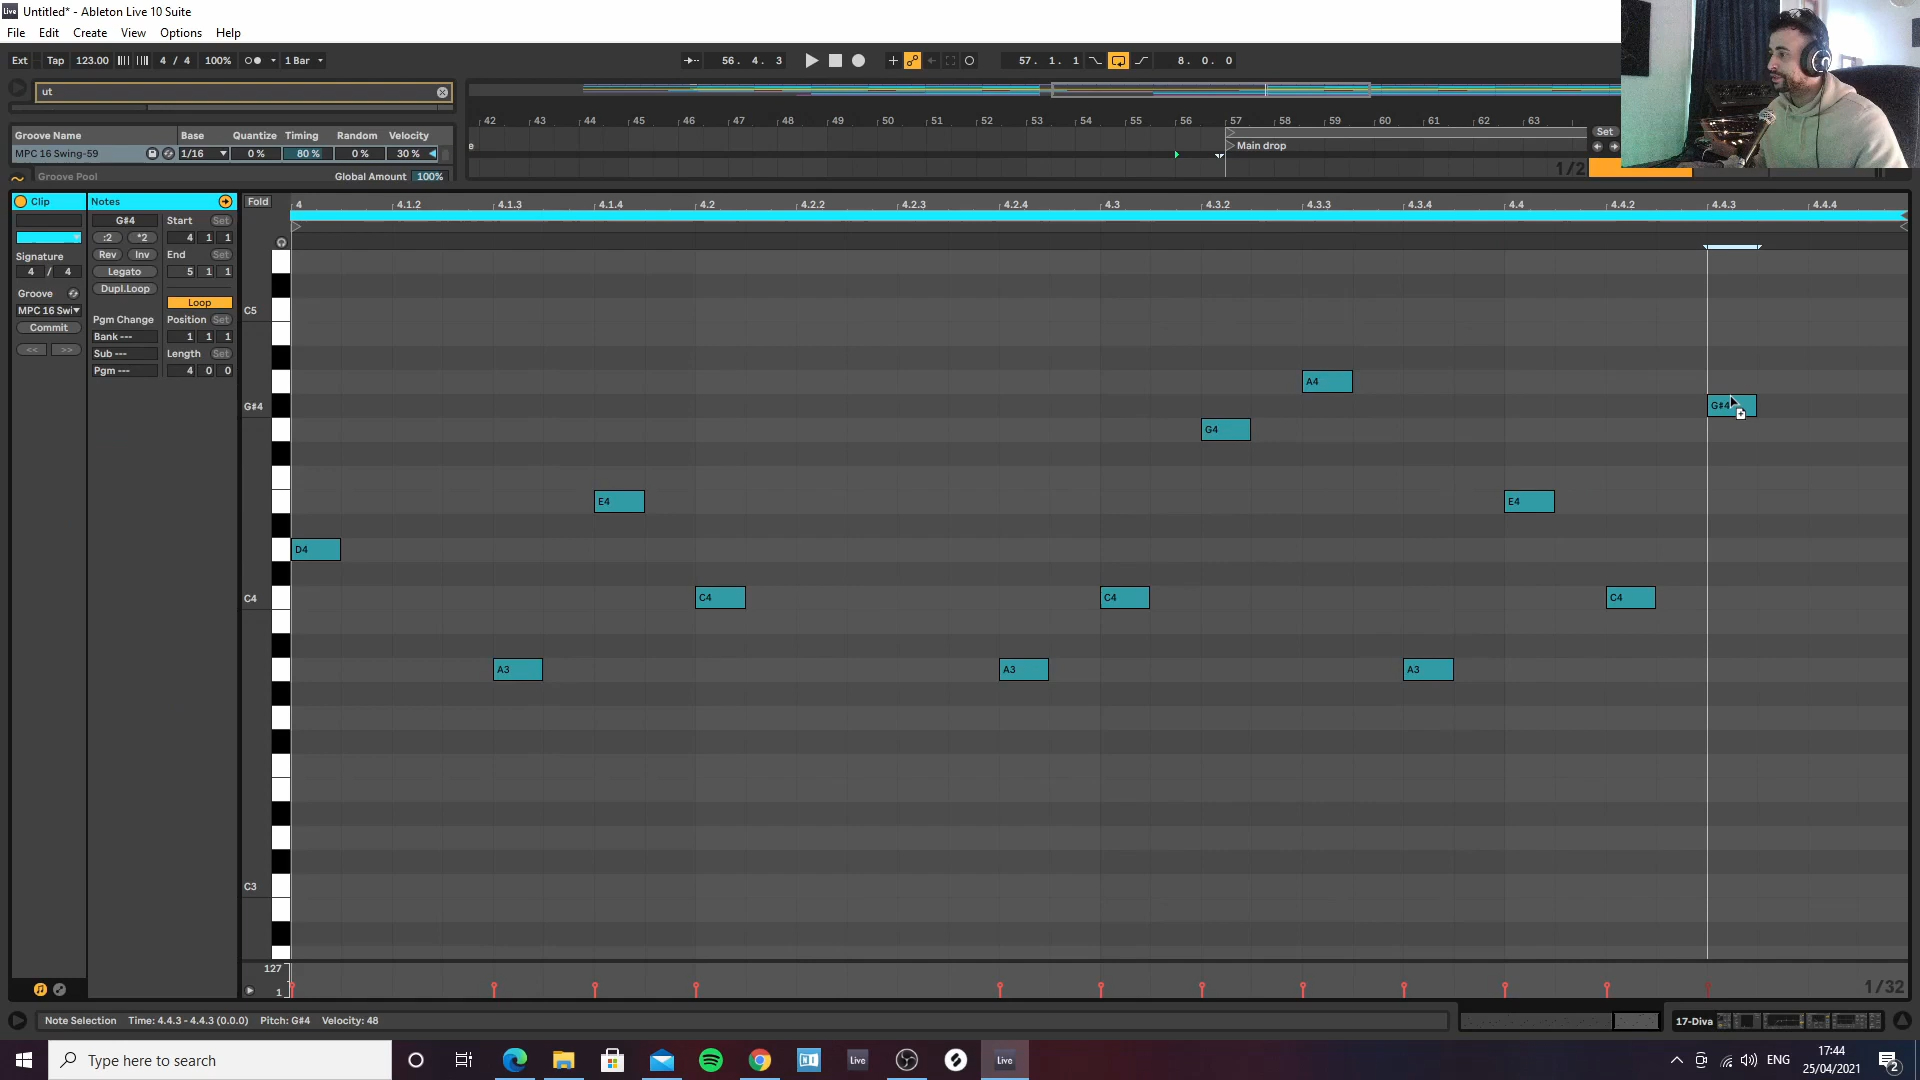 Untitled* - Ableton Live 10 Suite
File Edit Create View Options Help
Ext Tap 123.00 4 / 4 100% 1 Bar 56. 4. 3 57. 1. 1 8. 0. 0
ut
42 43 44 45 46 47 48 49 50 51 52 53 54 55 56 57 58 59 60 61 62 63 Set
Groove Name Base Quantize Timing Random Velocity
e Main drop
MPC 16 Swing-59 1/16 0 % 80 % 0 % 30 %
1/2
Groove Pool Global Amount 100%
Clip Notes Fold 4 4.1.2 4.1.3 4.1.4 4.2 4.2.2 4.2.3 4.2.4 4.3 4.3.2 4.3.3 4.3.4 4.4 4.4.2 4.4.3 4.4.4
G#4 Start Set
:2 *2 4 1 1
Signature Rev Inv End Set
4 / 4 Legato 5 1 1
Groove Dupl.Loop
MPC 16 Swi Loop
Commit Pgm Change Position Set
<< >> Bank --- 1 1 1
Sub --- Length Set
Pgm --- 4 0 0
C5
A4
G#4 G#4
G4
E4 E4
D4
C4 C4 C4 C4
A3 A3 A3
C3
127
1 1/32
Note Selection Time: 4.4.3 - 4.4.3 (0.0.0) Pitch: G#4 Velocity: 48 17-Diva
Type here to search Live Live ENG 17:44
25/04/2021 2